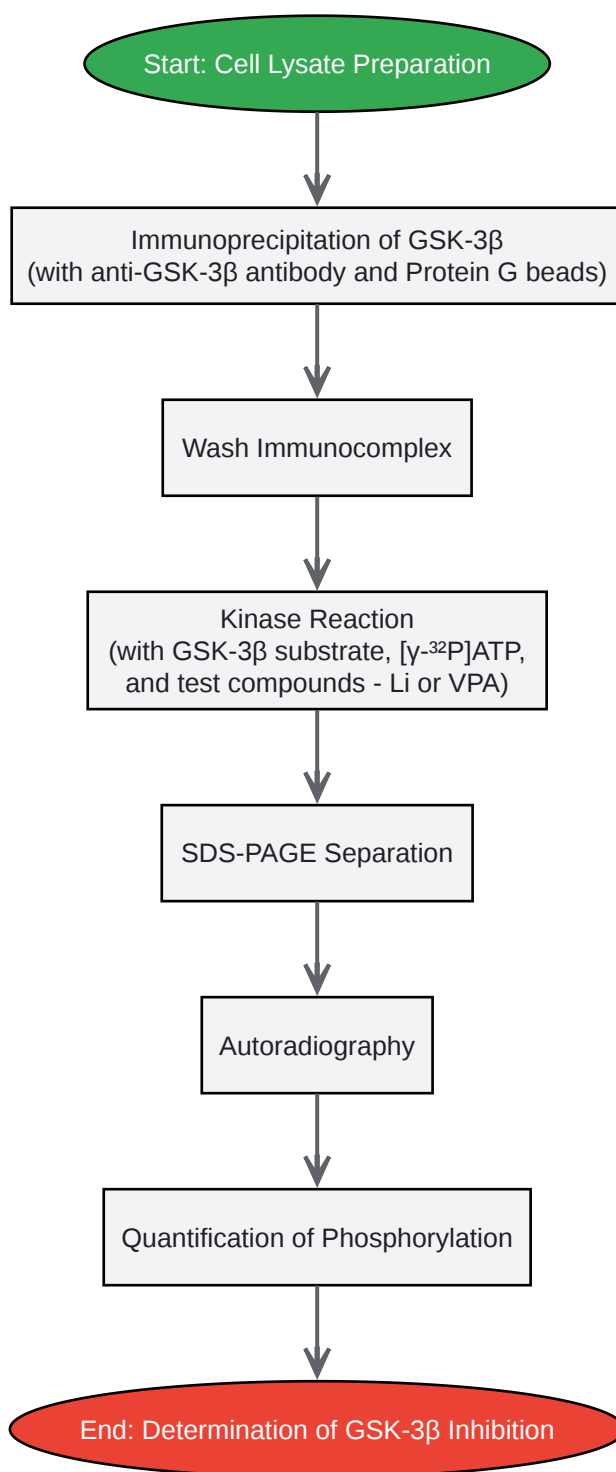 Start: Cell Lysate Preparation
Immunoprecipitation of GSK-3β
(with anti-GSK-3β antibody and Protein G beads)
Wash Immunocomplex
Kinase Reaction
(with GSK-3β substrate, [γ-³²P]ATP,
and test compounds - Li or VPA)
SDS-PAGE Separation
Autoradiography
Quantification of Phosphorylation
End: Determination of GSK-3β Inhibition